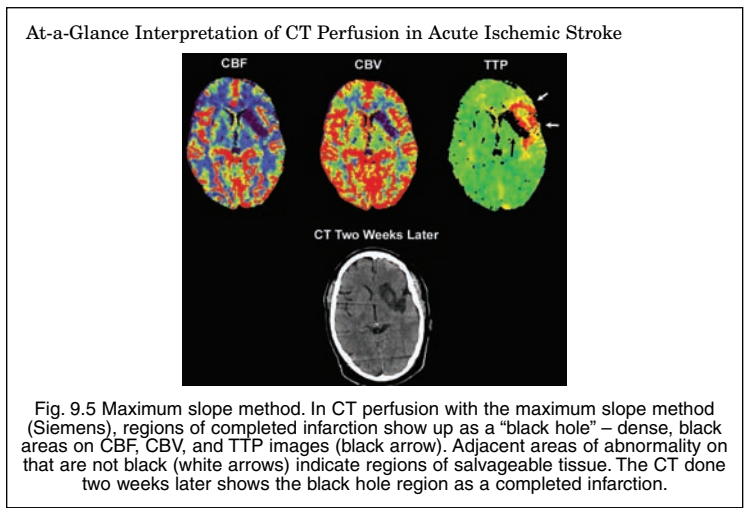 At-a-Glance Interpretation of CT Perfusion in Acute Ischemic Stroke
CBF CBV TTP
CT Two Weeks Later
Fig. 9.5 Maximum slope method. In CT perfusion with the maximum slope method
(Siemens), regions of completed infarction show up as a “black hole” – dense, black
areas on CBF, CBV, and TTP images (black arrow). Adjacent areas of abnormality on
that are not black (white arrows) indicate regions of salvageable tissue. The CT done
two weeks later shows the black hole region as a completed infarction.